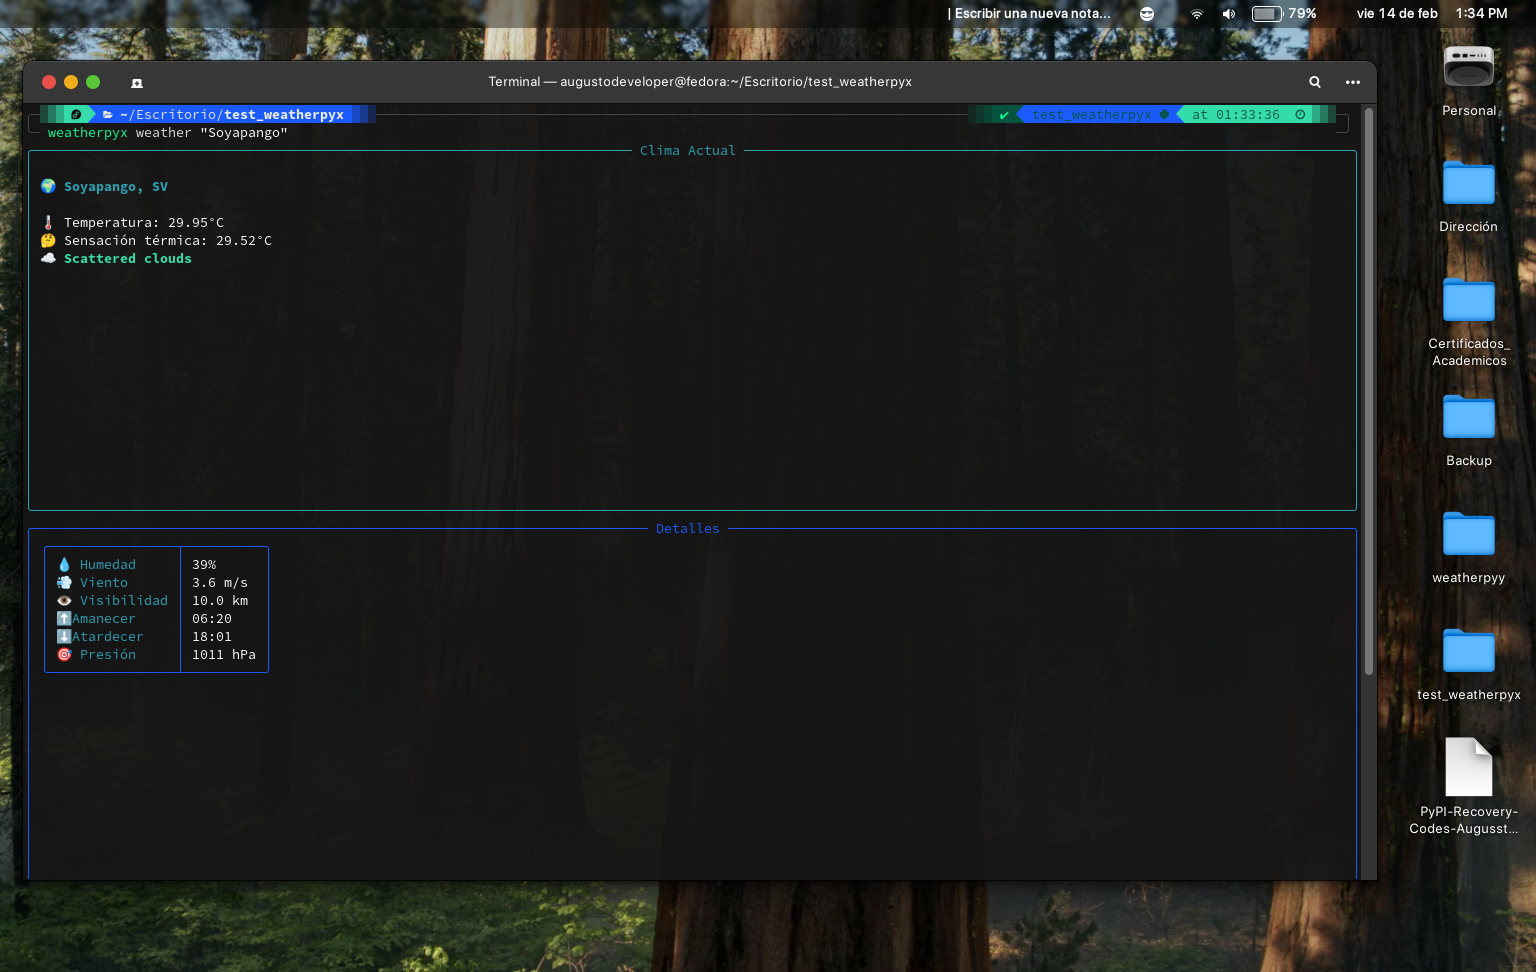 | Escribir una nueva nota...
79%
vie 14 de feb
1:34 PM
Terminal — augustodeveloper@fedora:~/Escritorio/test_weatherpyx
~/Escritorio/test_weatherpyx
test_weatherpyx
at 01:33:36
weatherpyx weather "Soyapango"
Clima Actual
Soyapango, SV
Temperatura: 29.95°C
Sensación térmica: 29.52°C
Scattered clouds
Detalles
Humedad 39%
Viento 3.6 m/s
Visibilidad 10.0 km
Amanecer 06:20
Atardecer 18:01
Presión 1011 hPa
Personal
Dirección
Certificados_
Academicos
Backup
weatherpyy
test_weatherpyx
PyPI-Recovery-
Codes-Augusst...